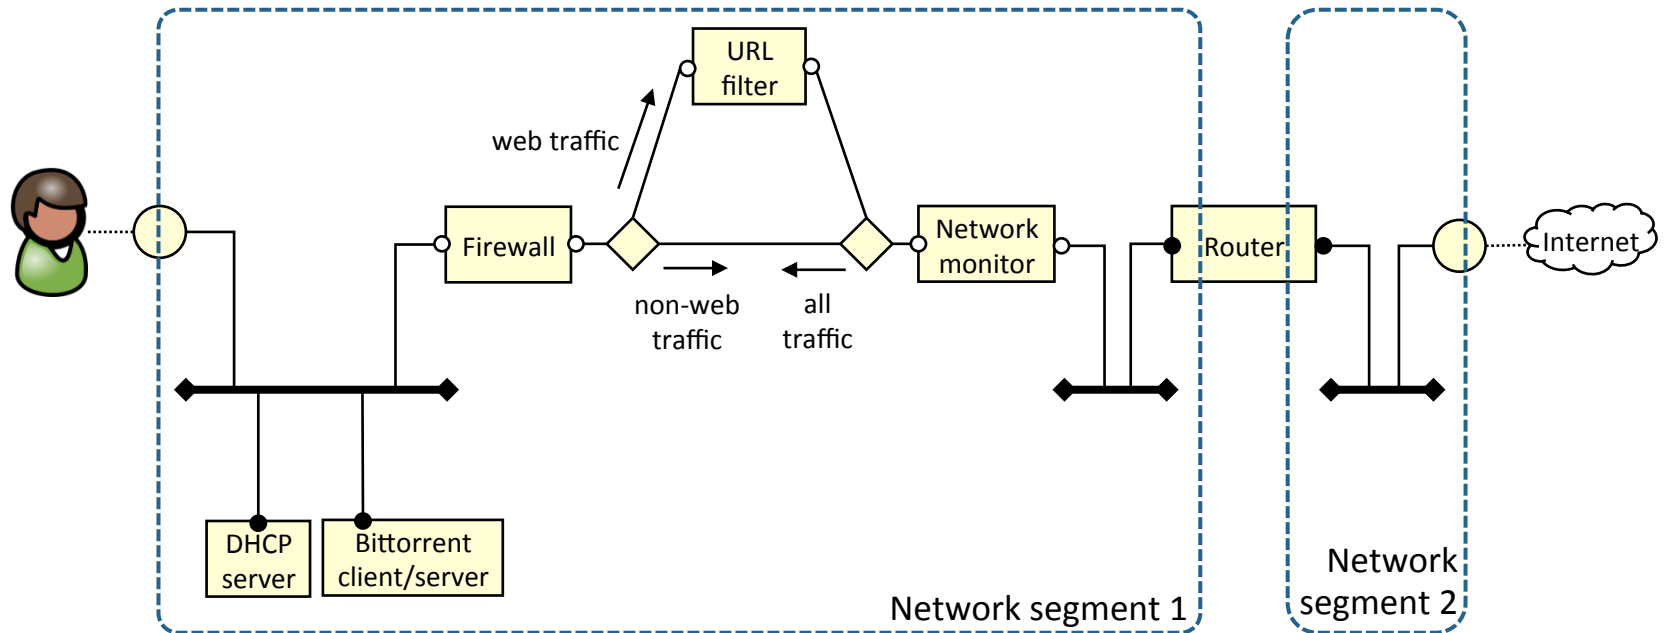 URL
filter
web traffic
Firewall
Network
monitor
Router
Internet
non-web
traffic
all
traffic
DHCP
server
Bittorrent
client/server
Network segment 1
Network
segment 2